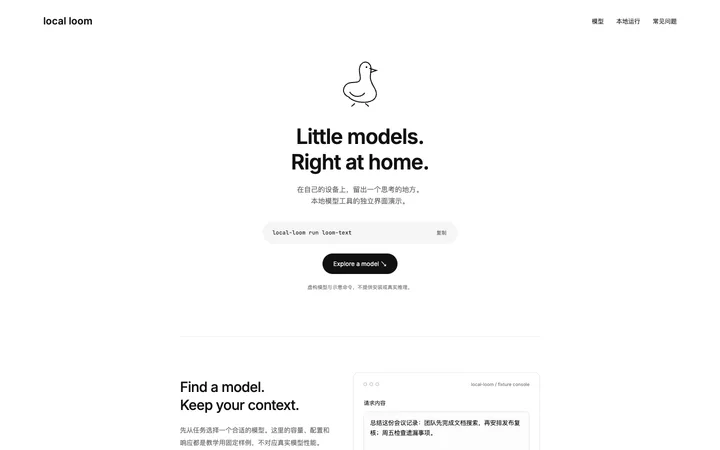 local loom
模型
本地运行
常见问题
Little models.
Right at home.
在自己的设备上，留出一个思考的地方。
本地模型工具的独立界面演示。
local-loom run loom-text
复制
Explore a model ↘
虚构模型与示意命令，不提供安装或真实推理。
Find a model.
Keep your context.
先从任务选择一个合适的模型。这里的容量、配置和
响应都是教学用固定样例，不对应真实模型性能。
local-loom / fixture console
请求内容
总结这份会议记录：团队先完成文档搜索，再安排发布复
核；周五检查遗漏事项。